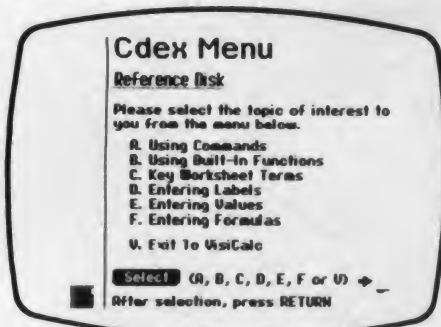 Cdex Menu
Reference Disk
Please select the topic of interest to
you from the menu below.
A. Using Commands
B. Using Built-In Functions
C. Key Worksheet Terms
D. Entering Labels
E. Entering Values
F. Entering Formulas
V. Exit To VisiCalc
Select (A, B, C, D, E, F or V) ➔ _
After selection, press RETURN